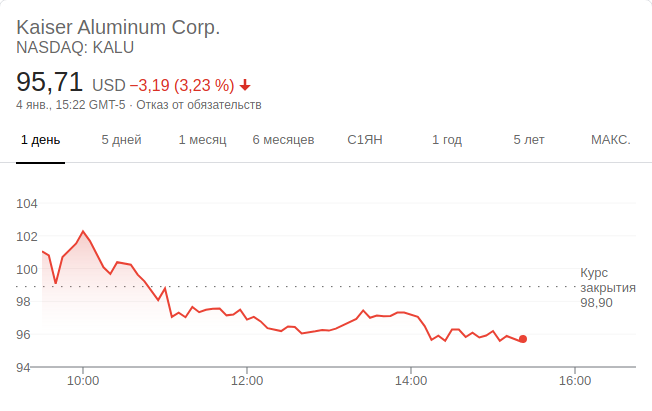 Kaiser Aluminum Corp.
NASDAQ: KALU
95,71 USD −3,19 (3,23 %)
4 янв., 15:22 GMT-5 · Отказ от обязательств
1 день 5 дней 1 месяц 6 месяцев С1ЯН 1 год 5 лет МАКС.
104
102
100
98
96
94
Курс
закрытия
98,90
10:00 12:00 14:00 16:00